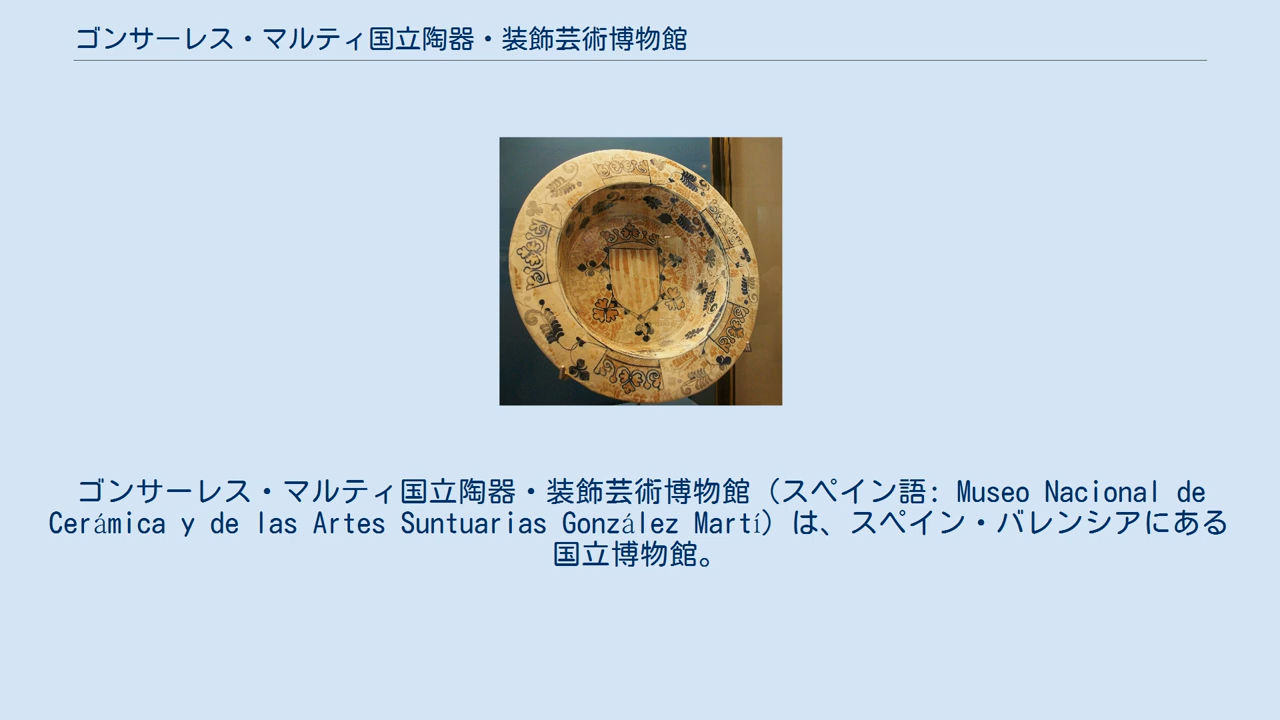 ゴンサーレス・マルティ国立陶器・装飾芸術博物館
ゴンサーレス・マルティ国立陶器・装飾芸術博物館（スペイン語: Museo Nacional de
Cerámica y de las Artes Suntuarias González Martí）は、スペイン・バレンシアにある
国立博物館。